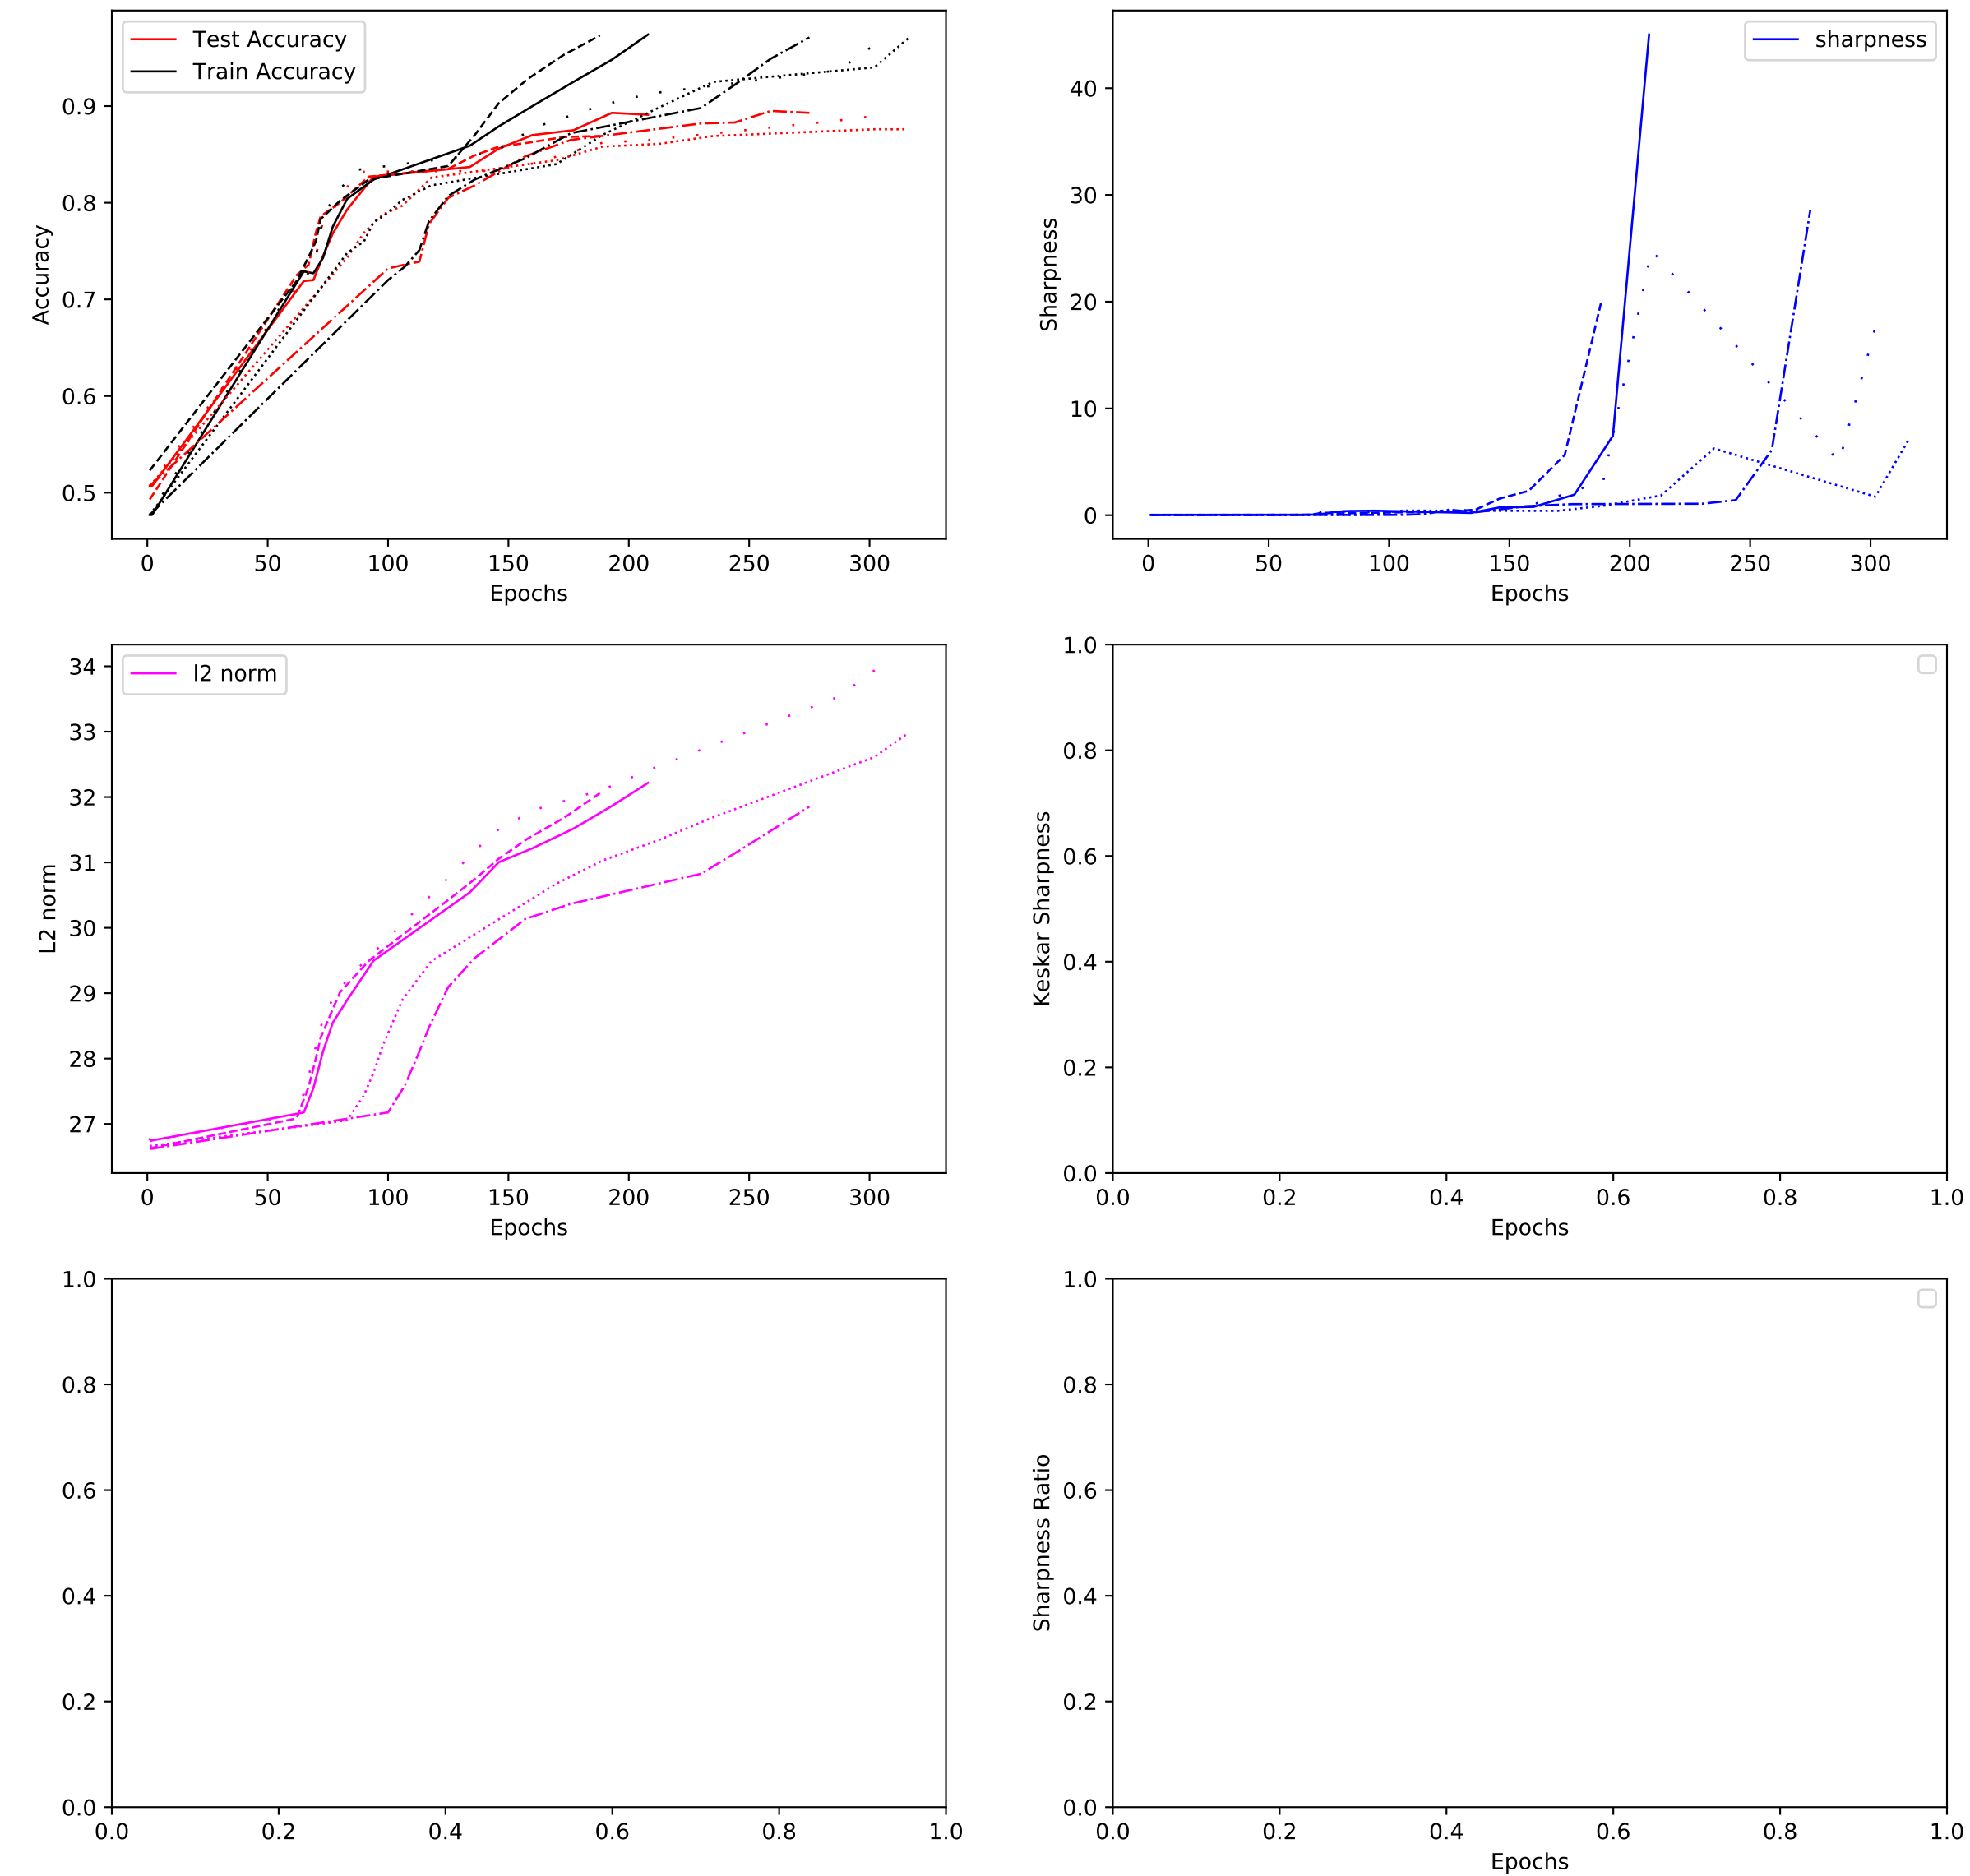 Test Accuracy
Train Accuracy
0.9
0.8
0.7
0.6
0.5
Accuracy
0 50 100 150 200 250 300
Epochs
sharpness
40
30
20
10
0
Sharpness
0 50 100 150 200 250 300
Epochs
l2 norm
34
33
32
31
30
29
28
27
L2 norm
0 50 100 150 200 250 300
Epochs
1.0
0.8
0.6
0.4
0.2
0.0
Keskar Sharpness
0.0 0.2 0.4 0.6 0.8 1.0
Epochs
1.0
0.8
0.6
0.4
0.2
0.0
0.0 0.2 0.4 0.6 0.8 1.0
1.0
0.8
0.6
0.4
0.2
0.0
Sharpness Ratio
0.0 0.2 0.4 0.6 0.8 1.0
Epochs